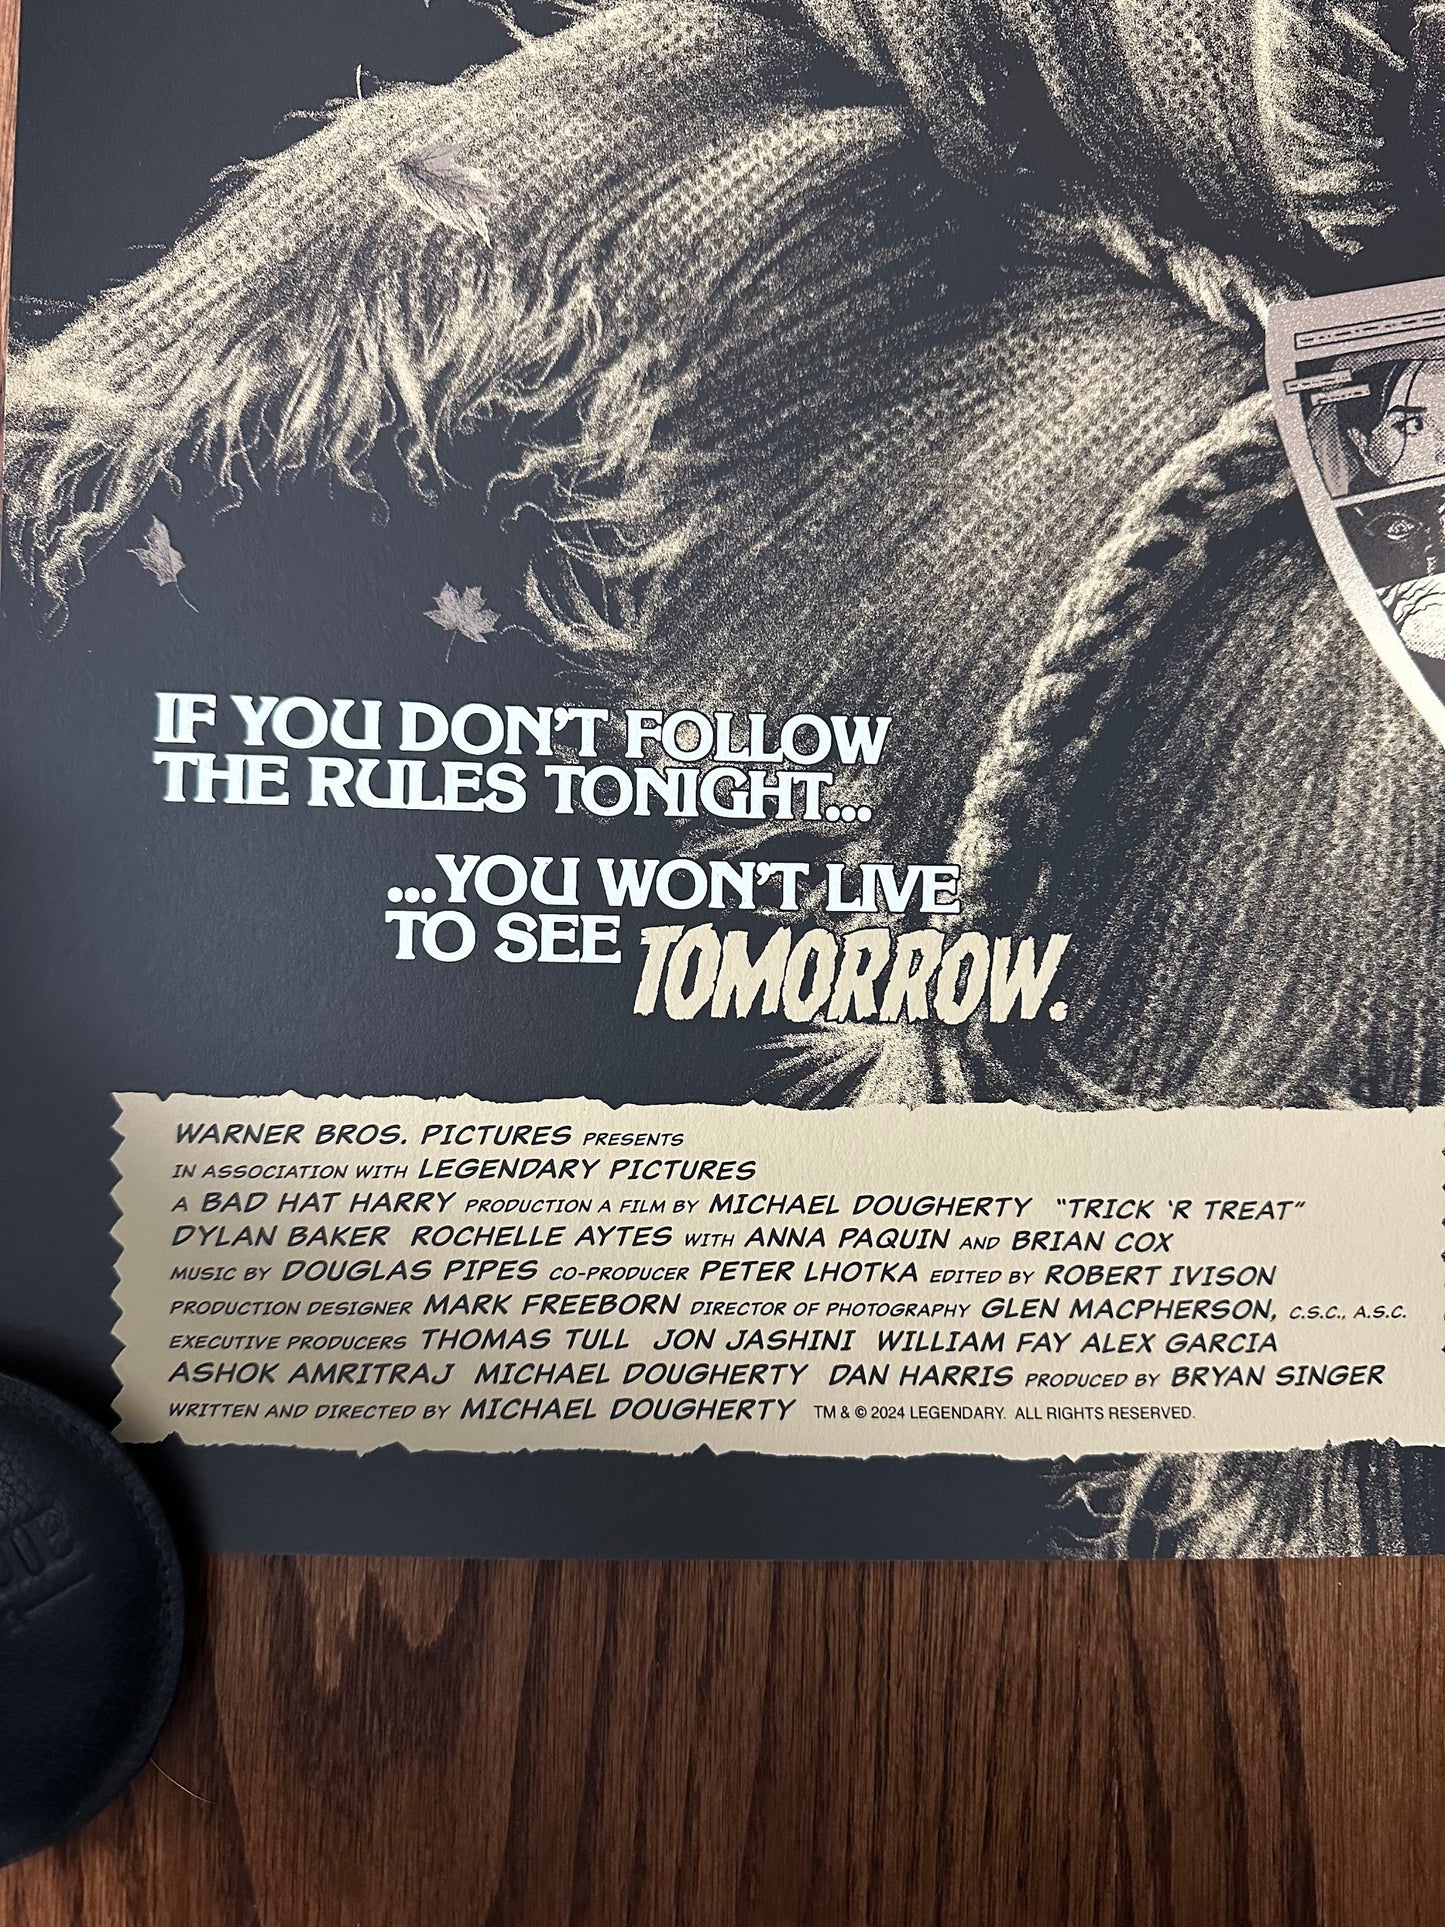 IF YOU DON'T FOLLOW
THE RULES TONIGHT...
...YOU WON'T LIVE
TO SEE TOMORROW.
WARNER BROS. PICTURES PRESENTS
IN ASSOCIATION WITH LEGENDARY PICTURES
A BAD HAT HARRY PRODUCTION A FILM BY MICHAEL DOUGHERTY "TRICK 'R TREAT"
DYLAN BAKER ROCHELLE AYTES WITH ANNA PAQUIN AND BRIAN COX
MUSIC BY DOUGLAS PIPES CO-PRODUCER PETER LHOTKA EDITED BY ROBERT IVISON
PRODUCTION DESIGNER MARK FREEBORN DIRECTOR OF PHOTOGRAPHY GLEN MACPHERSON, C.S.C., A.S.C.
EXECUTIVE PRODUCERS THOMAS TULL JON JASHINI WILLIAM FAY ALEX GARCIA
ASHOK AMRITRAJ MICHAEL DOUGHERTY DAN HARRIS PRODUCED BY BRYAN SINGER
WRITTEN AND DIRECTED BY MICHAEL DOUGHERTY TM & © 2024 LEGENDARY. ALL RIGHTS RESERVED.